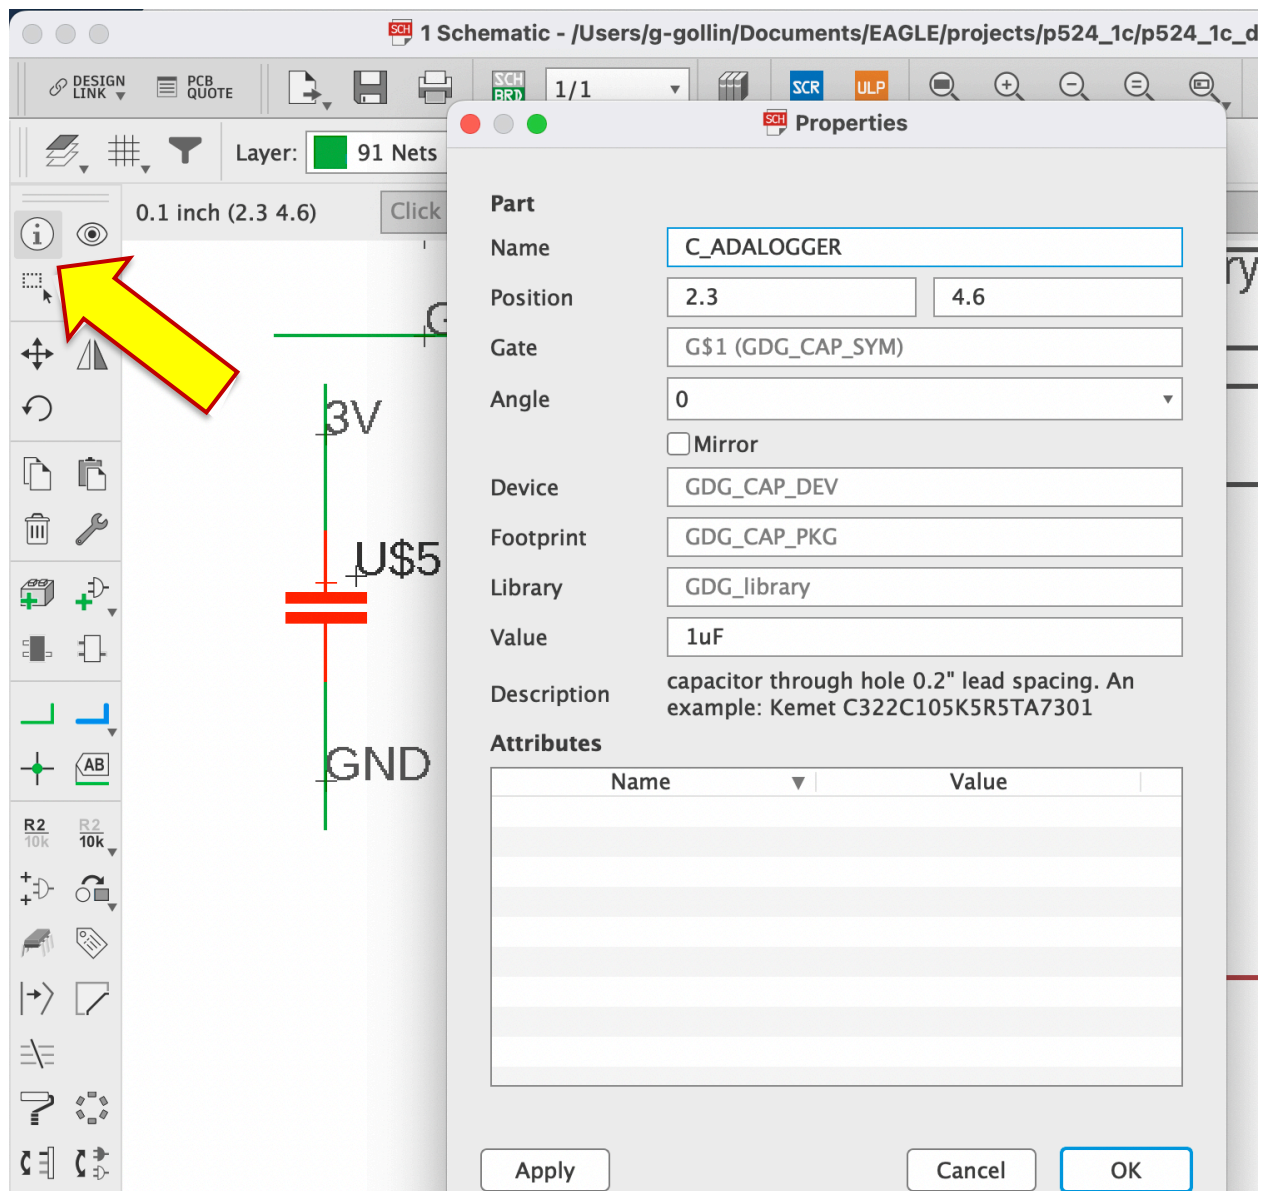 SCH 1 Schematic - /Users/g-gollin/Documents/EAGLE/projects/p524_1c/p524_1c_d
DESIGN LINK
PCB QUOTE
SCH BRD
1/1
SCR
ULP
SCH Properties
Layer:
91 Nets
0.1 inch (2.3 4.6)
Click
ry
Part
Name
C_ADALOGGER
Position
2.3
4.6
Gate
G$1 (GDG_CAP_SYM)
Angle
0
Mirror
Device
GDG_CAP_DEV
Footprint
GDG_CAP_PKG
Library
GDG_library
Value
1uF
Description
capacitor through hole 0.2" lead spacing. An
example: Kemet C322C105K5R5TA7301
Attributes
Name
Value
Apply
Cancel
OK
G
3V
U$5
GND
AB
R2
10k
R2
10k